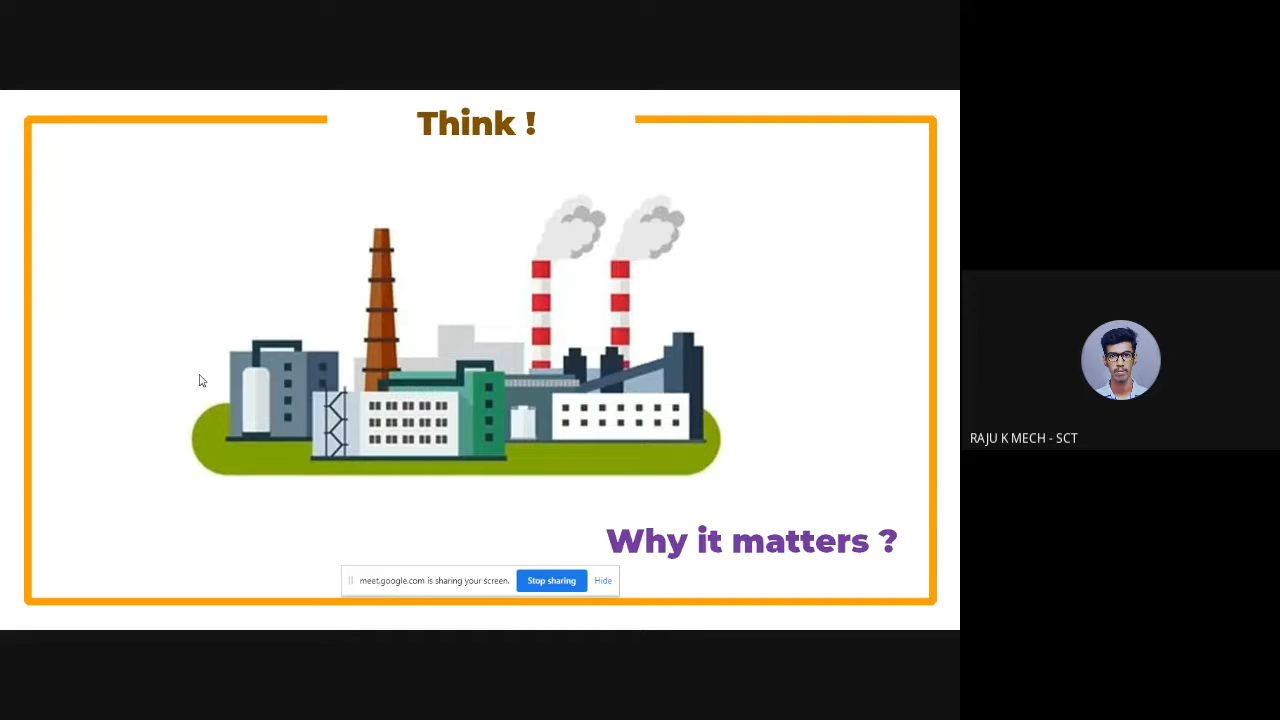 Think !
Why it matters ?
meet.google.com is sharing your screen.
Stop sharing
Hide
RAJU K MECH - SCT